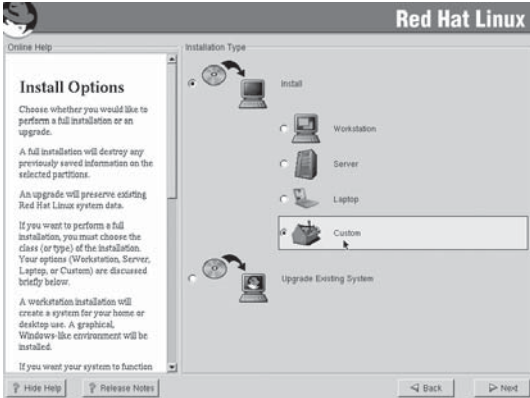 Red Hat Linux
Online Help
Install Options
Choose whether you would like to
perform a full installation or an
upgrade.
A full installation will destroy any
previously saved information on the
selected partitions.
An upgrade will preserve existing
Red Hat Linux system data.
If you want to perform a full
installation, you must choose the
class (or type) of the installation.
Your options (Workstation, Server,
Laptop, or Custom) are discussed
briefly below.
A workstation installation will
create a system for your home or
desktop use. A graphical,
Windows-like environment will be
installed.
If you want your system to function
Installation Type
Install
Workstation
Server
Laptop
Custom
Upgrade Existing System
? Hide Help
? Release Notes
Back
Next